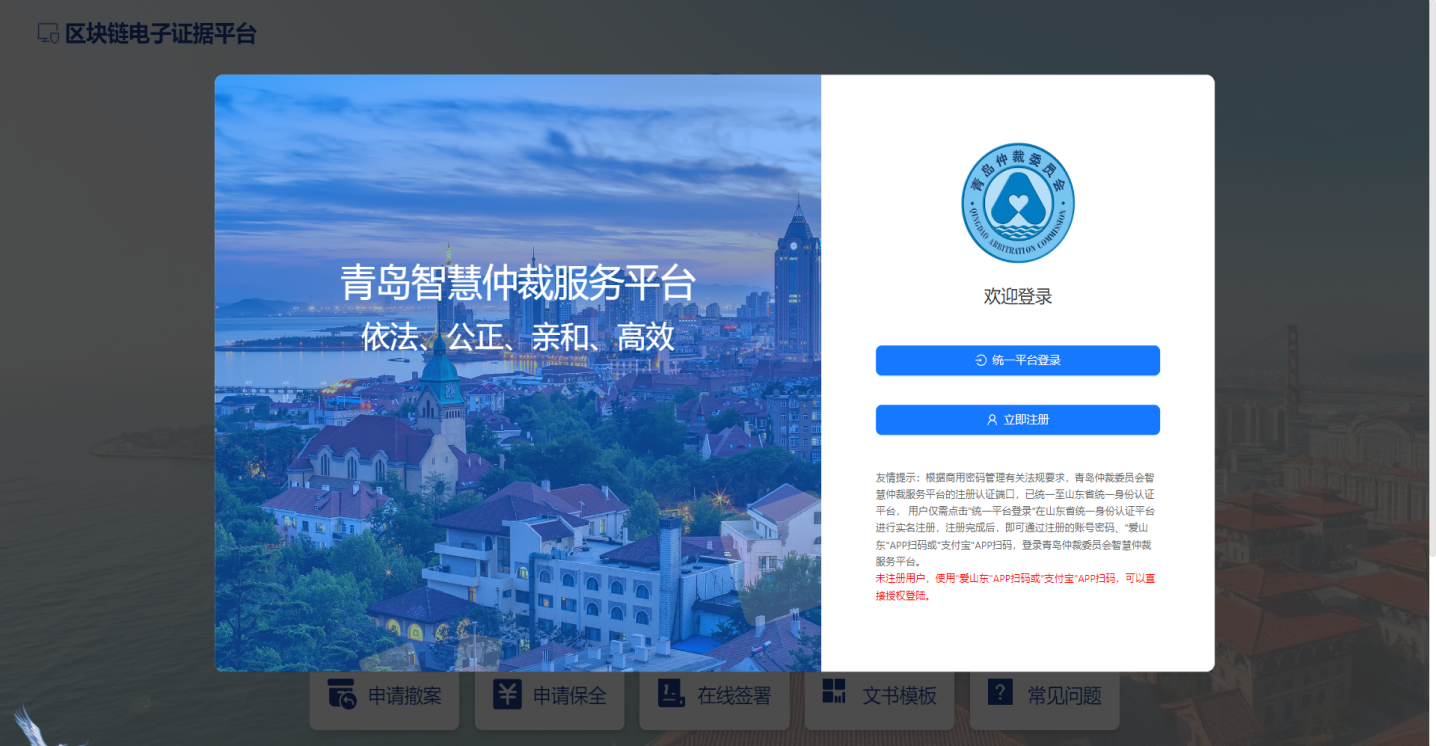 区块链电子证据平台
青岛智慧仲裁服务平台
依法、公正、亲和、高效
青岛仲裁委员会
QINGDAO ARBITRATION COMMISSION
欢迎登录
统一平台登录
立即注册
友情提示：根据商用密码管理有关法规要求，青岛仲裁委员会智
慧仲裁服务平台的注册认证端口，已统一至山东省统一身份认证
平台， 用户仅需点击"统一平台登录"在山东省统一身份认证平台
进行实名注册，注册完成后，即可通过注册的账号密码、"爱山
东"APP扫码或"支付宝"APP扫码，登录青岛仲裁委员会智慧仲裁
服务平台。
未注册用户，使用"爱山东"APP扫码或"支付宝"APP扫码，可以直
接授权登陆。
申请撤案
申请保全
在线签署
文书模板
常见问题